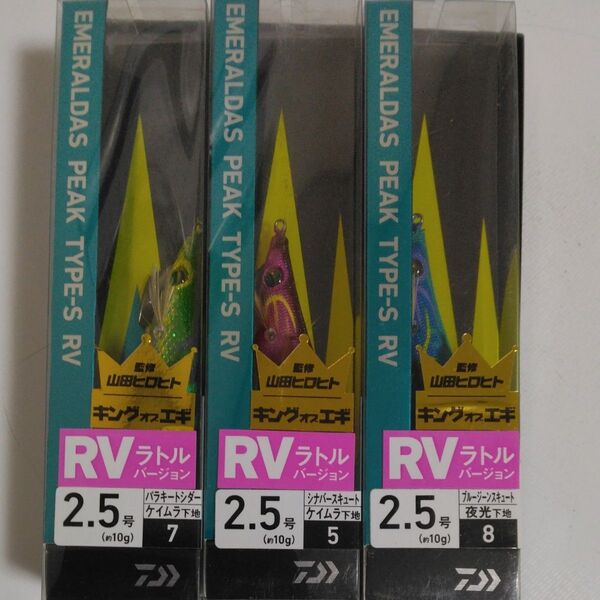 EMERALDAS PEAK TYPE-S RV
監修
山田ヒロヒト
キングオブエギ
RV ラトル
バージョン
2.5号
(約10g)
パラキートシダー
ケイムラ下地
7
EMERALDAS PEAK TYPE-S RV
監修
山田ヒロヒト
キングオブエギ
RV ラトル
バージョン
2.5号
(約10g)
シナバースキュート
ケイムラ下地
5
EMERALDAS PEAK TYPE-S RV
監修
山田ヒロヒト
キングオブエギ
RV ラトル
バージョン
2.5号
(約10g)
ブルージーンスキュート
夜光下地
8